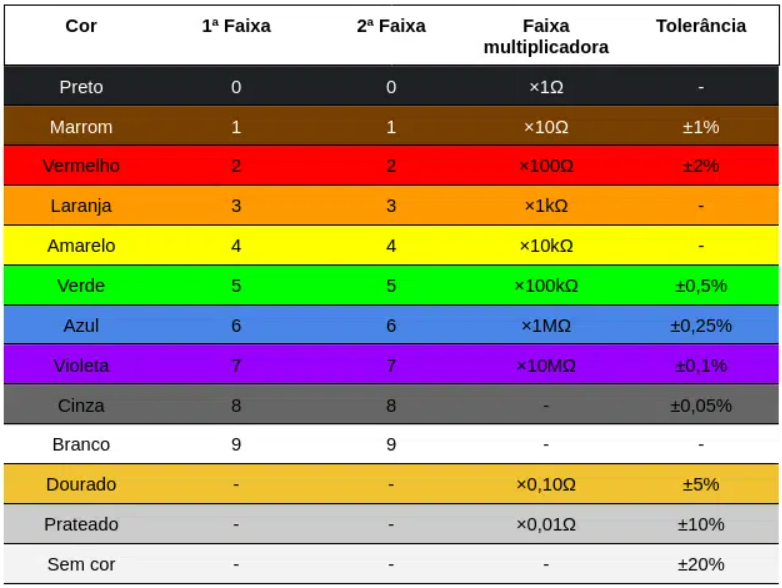 Cor 1ª Faixa 2ª Faixa Faixa multiplicadora Tolerância
Preto 0 0 ×1Ω -
Marrom 1 1 ×10Ω ±1%
Vermelho 2 2 ×100Ω ±2%
Laranja 3 3 ×1kΩ -
Amarelo 4 4 ×10kΩ -
Verde 5 5 ×100kΩ ±0,5%
Azul 6 6 ×1MΩ ±0,25%
Violeta 7 7 ×10MΩ ±0,1%
Cinza 8 8 - ±0,05%
Branco 9 9 - -
Dourado - - ×0,10Ω ±5%
Prateado - - ×0,01Ω ±10%
Sem cor - - - ±20%